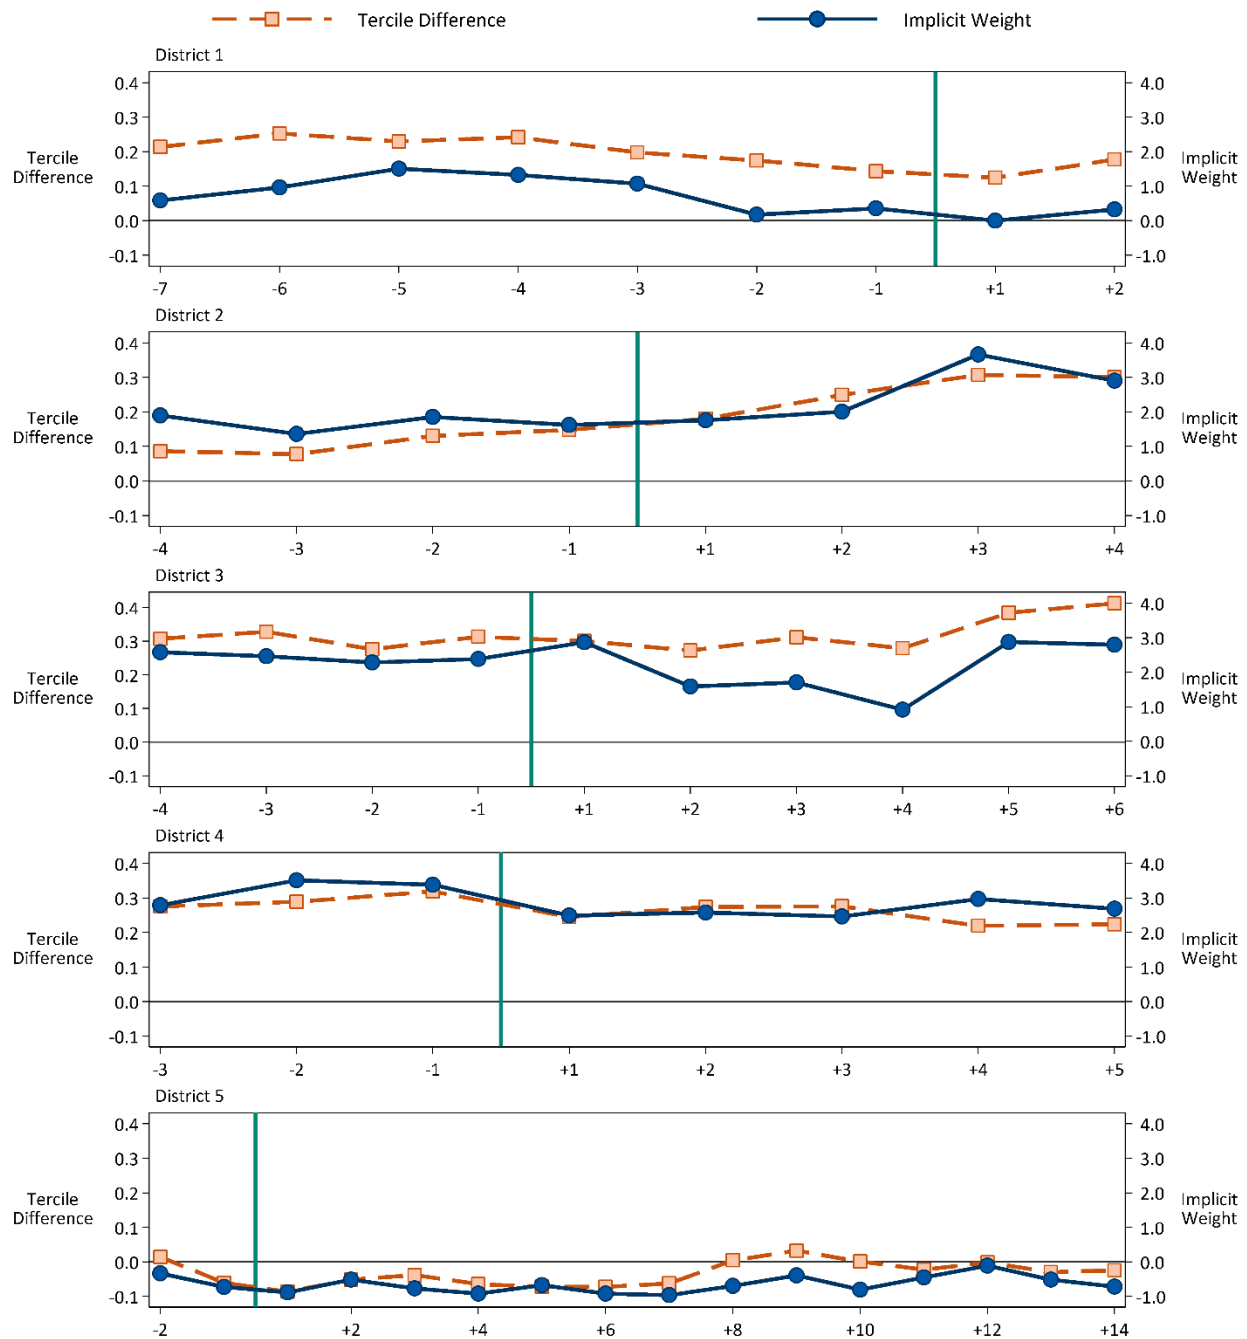 Tercile Difference Implicit Weight
District 1
0.4 4.0
0.3 3.0
0.2 2.0
Tercile Difference Implicit Weight
0.1 1.0
0.0 0.0
-0.1 -1.0
-7 -6 -5 -4 -3 -2 -1 +1 +2
District 2
0.4 4.0
0.3 3.0
0.2 2.0
Tercile Difference Implicit Weight
0.1 1.0
0.0 0.0
-0.1 -1.0
-4 -3 -2 -1 +1 +2 +3 +4
District 3
0.4 4.0
0.3 3.0
0.2 2.0
Tercile Difference Implicit Weight
0.1 1.0
0.0 0.0
-0.1 -1.0
-4 -3 -2 -1 +1 +2 +3 +4 +5 +6
District 4
0.4 4.0
0.3 3.0
0.2 2.0
Tercile Difference Implicit Weight
0.1 1.0
0.0 0.0
-0.1 -1.0
-3 -2 -1 +1 +2 +3 +4 +5
District 5
0.4 4.0
0.3 3.0
0.2 2.0
Tercile Difference Implicit Weight
0.1 1.0
0.0 0.0
-0.1 -1.0
-2 +2 +4 +6 +8 +10 +12 +14